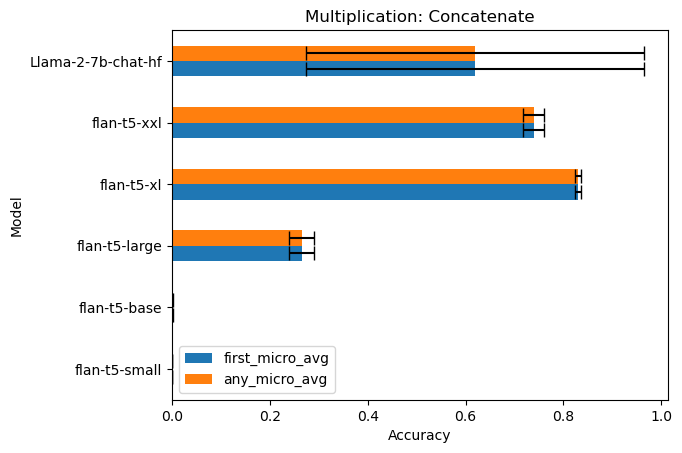 Multiplication: Concatenate
Model
Llama-2-7b-chat-hf
flan-t5-xxl
flan-t5-xl
flan-t5-large
flan-t5-base
flan-t5-small
first_micro_avg
any_micro_avg
0.0 0.2 0.4 0.6 0.8 1.0
Accuracy